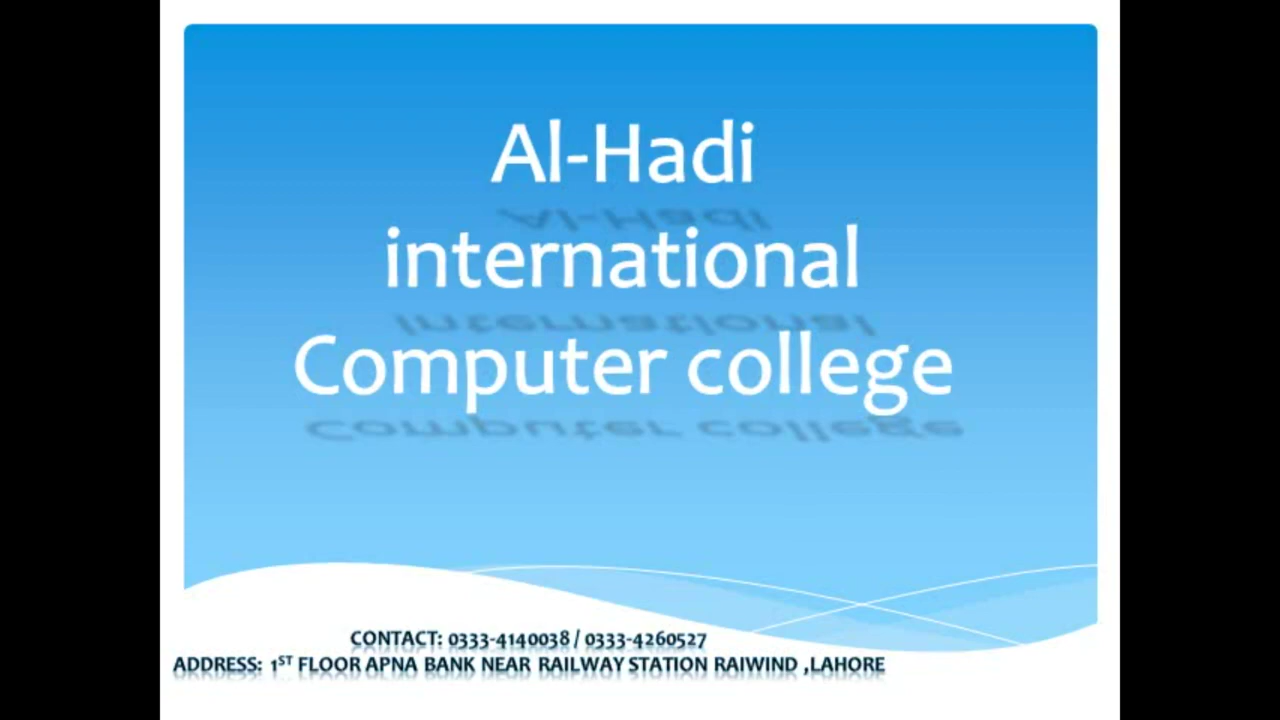 Al-Hadi
international
Computer college
CONTACT: 0333-4140038 / 0333-4260527
ADDRESS: 1ST FLOOR APNA BANK NEAR RAILWAY STATION RAIWIND ,LAHORE